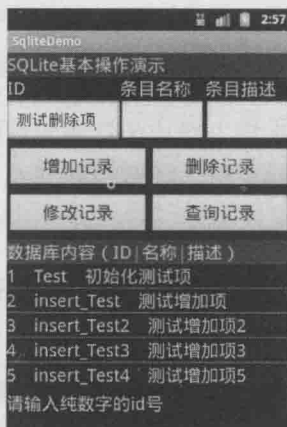 2:57
SqliteDemo
SQLite基本操作演示
ID 条目名称 条目描述
测试删除项
增加记录 删除记录
修改记录 查询记录
数据库内容（ID|名称|描述）
1 Test 初始化测试项
2 insert_Test 测试增加项
3 insert_Test2 测试增加项2
4 insert_Test3 测试增加项3
5 insert_Test4 测试增加项5
请输入纯数字的id号